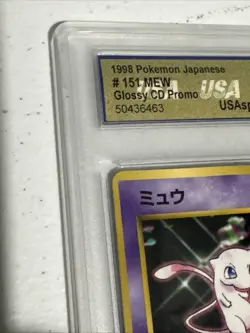 1998 Pokemon Japanese
# 151 MEW USA
Glossy CD Promo
50436463 USAsp
ミュウ